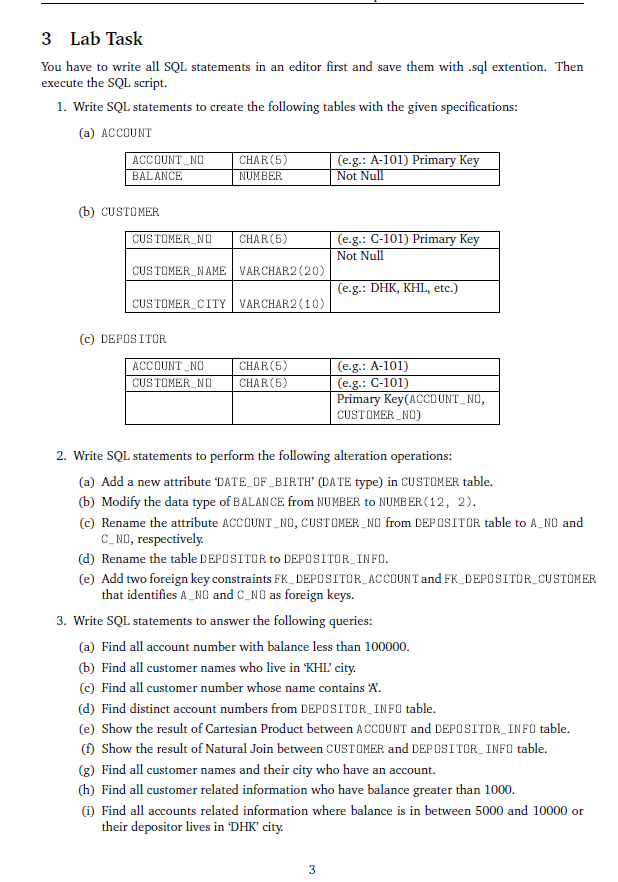 3 Lab Task
You have to write all SQL statements in an editor first and save them with .sql extention. Then
execute the SQL script.
1. Write SQL statements to create the following tables with the given specifications:
(a) ACCOUNT
ACCOUNT_NO CHAR(5) (e.g.: A-101) Primary Key
BALANCE NUMBER Not Null
(b) CUSTOMER
CUSTOMER_NO CHAR(5) (e.g.: C-101) Primary Key
Not Null
CUSTOMER_NAME VARCHAR2(20)
(e.g.: DHK, KHL, etc.)
CUSTOMER_CITY VARCHAR2(10)
(c) DEPOSITOR
ACCOUNT_NO CHAR(5) (e.g.: A-101)
CUSTOMER_NO CHAR(5) (e.g.: C-101)
Primary Key(ACCOUNT_NO,
CUSTOMER_NO)
2. Write SQL statements to perform the following alteration operations:
(a) Add a new attribute ‘DATE_OF_BIRTH’ (DATE type) in CUSTOMER table.
(b) Modify the data type of BALANCE from NUMBER to NUMBER(12, 2).
(c) Rename the attribute ACCOUNT_NO, CUSTOMER_NO from DEPOSITOR table to A_NO and
C_NO, respectively.
(d) Rename the table DEPOSITOR to DEPOSITOR_INFO.
(e) Add two foreign key constraints FK_DEPOSITOR_ACCOUNT and FK_DEPOSITOR_CUSTOMER
that identifies A_NO and C_NO as foreign keys.
3. Write SQL statements to answer the following queries:
(a) Find all account number with balance less than 100000.
(b) Find all customer names who live in ‘KHL’ city.
(c) Find all customer number whose name contains ‘A’.
(d) Find distinct account numbers from DEPOSITOR_INFO table.
(e) Show the result of Cartesian Product between ACCOUNT and DEPOSITOR_INFO table.
(f) Show the result of Natural Join between CUSTOMER and DEPOSITOR_INFO table.
(g) Find all customer names and their city who have an account.
(h) Find all customer related information who have balance greater than 1000.
(i) Find all accounts related information where balance is in between 5000 and 10000 or
their depositor lives in ‘DHK’ city.
3